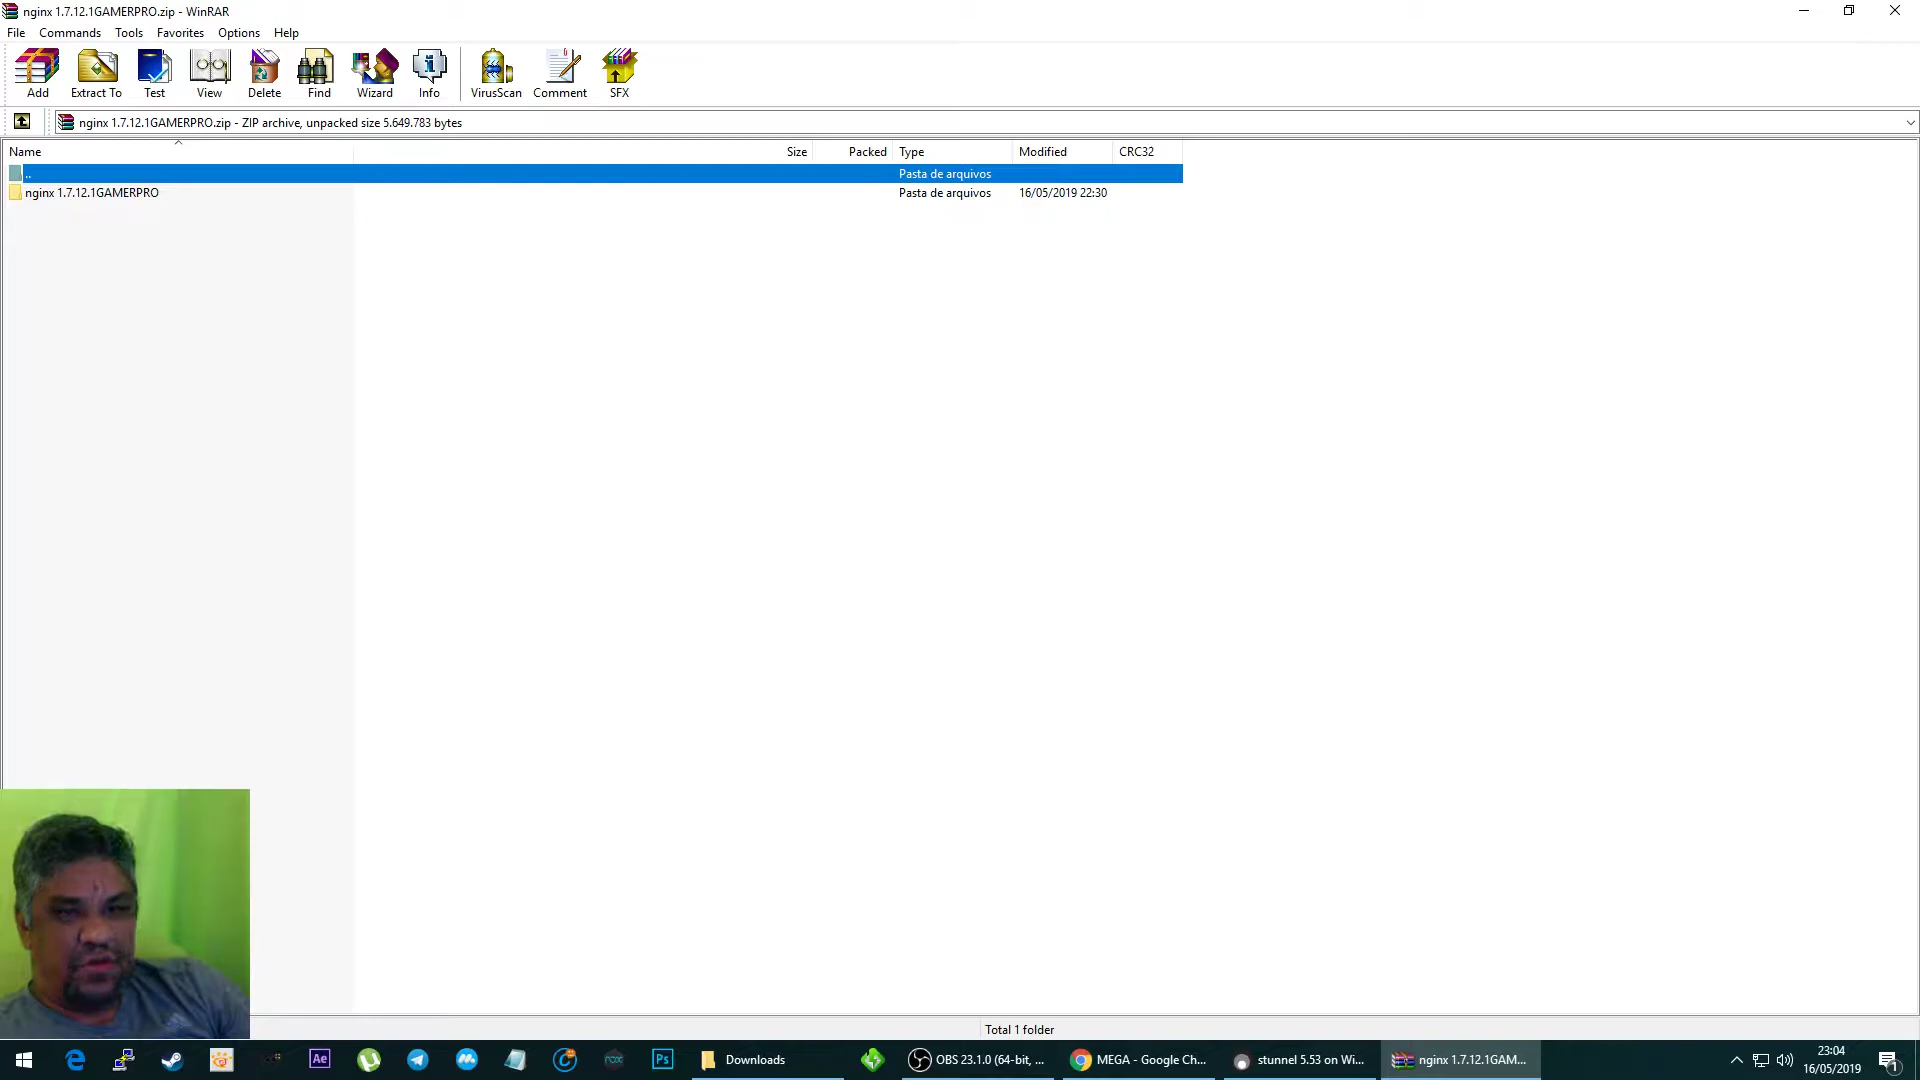 nginx 1.7.12.1GAMERPRO.zip - WinRAR
File Commands Tools Favorites Options Help
Add Extract To Test View Delete Find Wizard Info VirusScan Comment SFX
nginx 1.7.12.1GAMERPRO.zip - ZIP archive, unpacked size 5.649.783 bytes
Name Size Packed Type Modified CRC32
.. Pasta de arquivos
nginx 1.7.12.1GAMERPRO Pasta de arquivos 16/05/2019 22:30
Total 1 folder
Ae Ps Downloads OBS 23.1.0 (64-bit, ... MEGA - Google Ch... stunnel 5.53 on Wi... nginx 1.7.12.1GAM... 23:04
16/05/2019 1